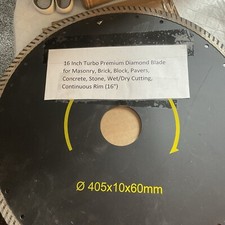 16 Inch Turbo Premium Diamond Blade
for Masonry, Brick, Block, Pavers,
Concrete, Stone, Wet/Dry Cutting,
Continuous Rim (16")
Ø 405x10x60mm